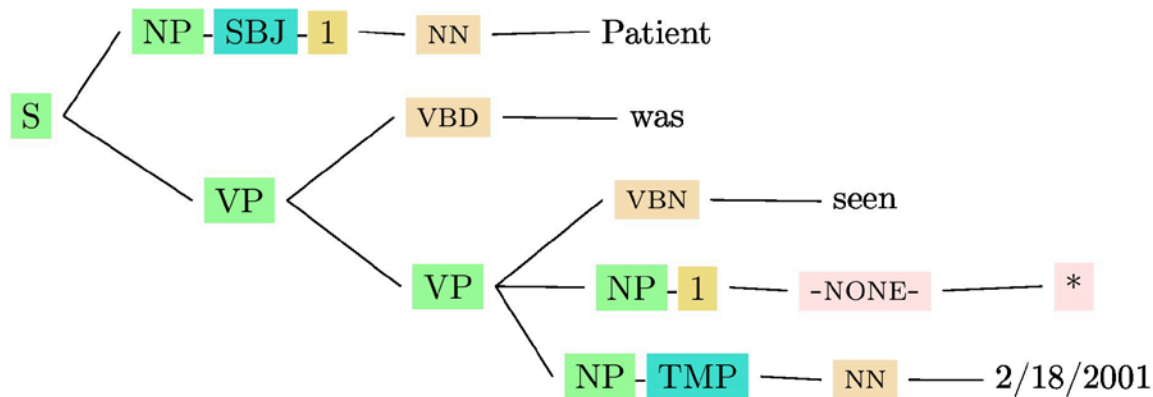 NP-SBJ-1 NN Patient
S VBD was
VP VBN seen
VP NP-1 -NONE- *
NP-TMP NN 2/18/2001